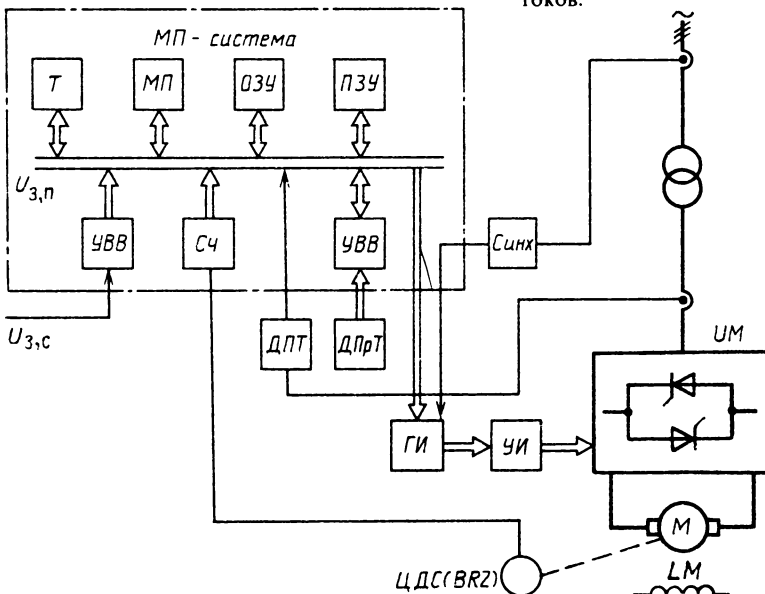 токов.
~
МП - система
Т
МП
ОЗУ
ПЗУ
U3,п
УВВ
СЧ
УВВ
Синх
U3,с
ДПТ
ДПрТ
UM
ГИ
УИ
М
ЦДС(BRZ)
LM